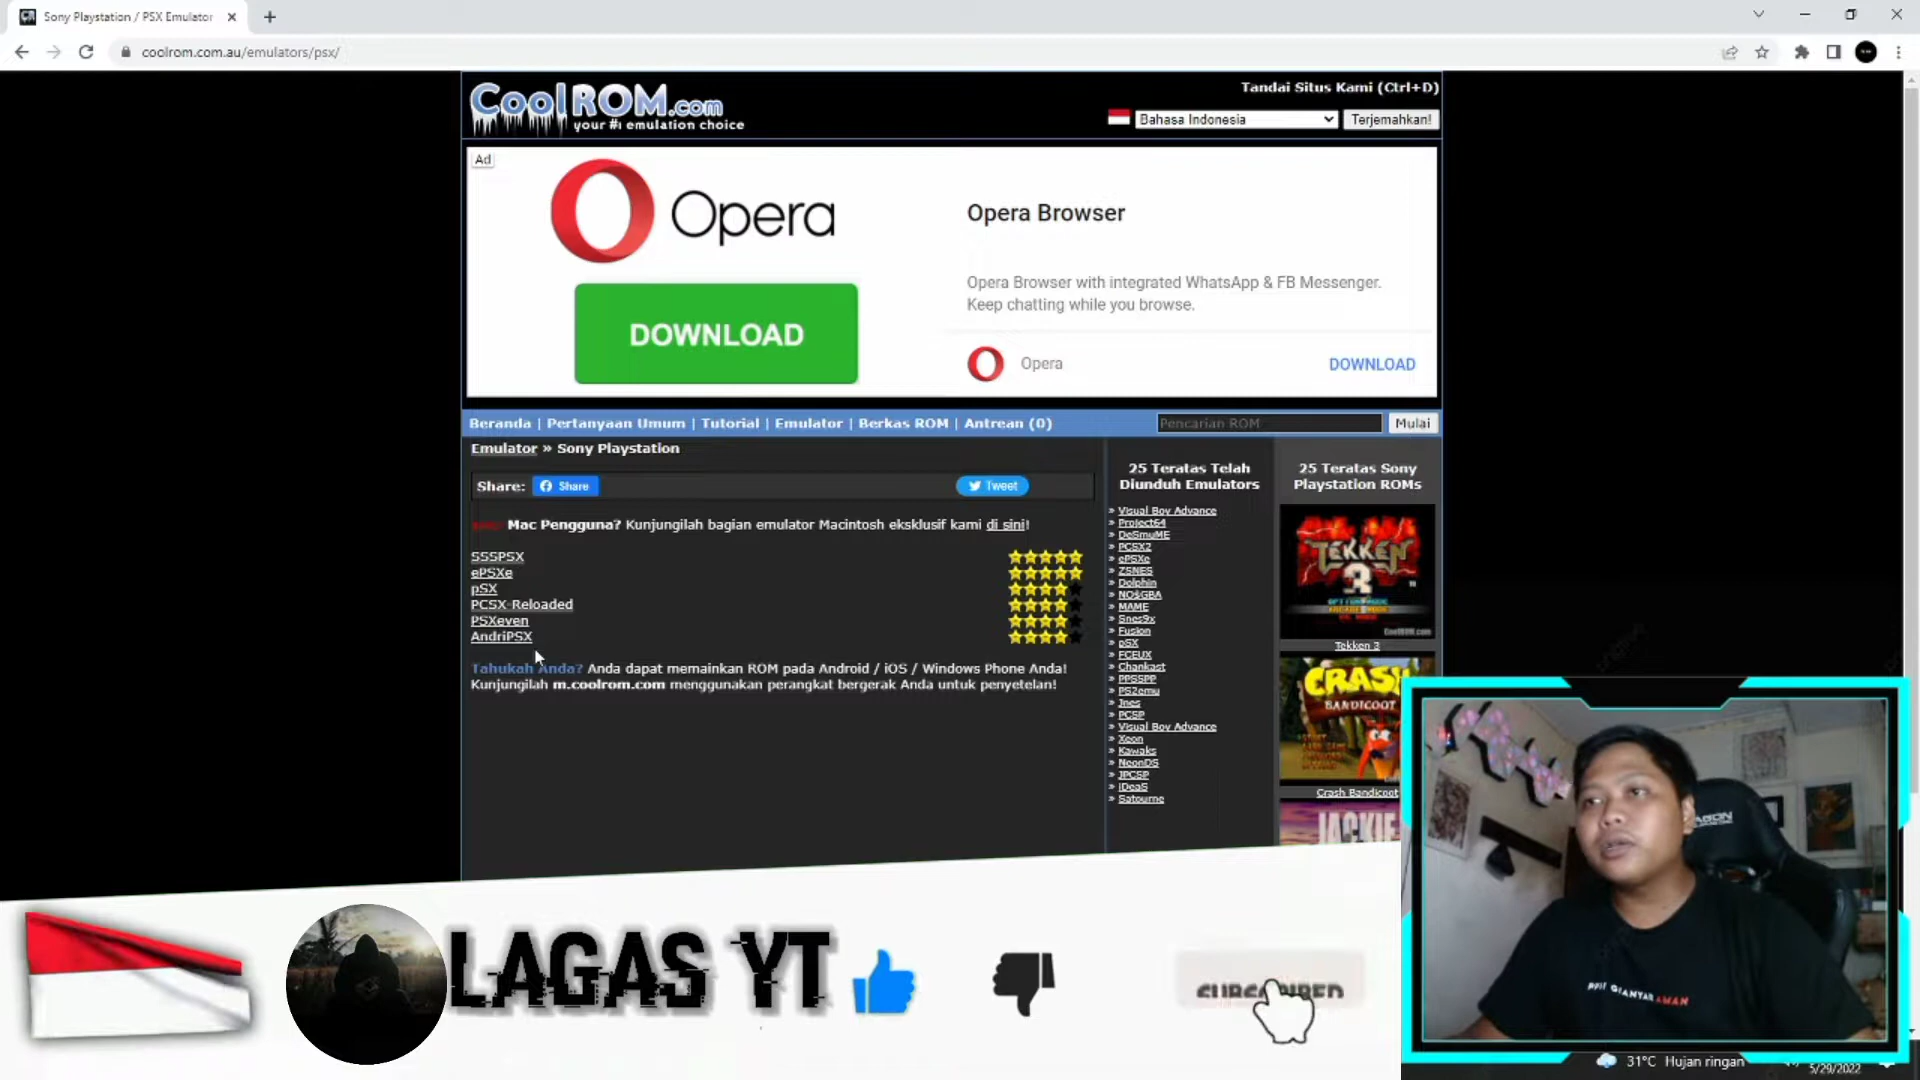 Sony Playstation / PSX Emulator
coolrom.com.au/emulators/psx/
CoolROM.com
your #1 emulation choice
Tandai Situs Kami (Ctrl+D)
Bahasa Indonesia
Terjemahkan!
Ad
Opera
DOWNLOAD
Opera Browser
Opera Browser with integrated WhatsApp & FB Messenger.
Keep chatting while you browse.
Opera
DOWNLOAD
Beranda | Pertanyaan Umum | Tutorial | Emulator | Berkas ROM | Antrean (0)
Pencarian ROM
Mulai
Emulator » Sony Playstation
Share:
Share
Tweet
Mac Pengguna? Kunjungilah bagian emulator Macintosh eksklusif kami di sini!
SSSPSX
ePSXe
pSX
PCSX-Reloaded
PSXeven
AndriPSX
Tahukah Anda? Anda dapat memainkan ROM pada Android / iOS / Windows Phone Anda!
Kunjungilah m.coolrom.com menggunakan perangkat bergerak Anda untuk penyetelan!
25 Teratas Telah
Diunduh Emulators
» Visual Boy Advance
» Project64
» DeSmuME
» PCSX2
» ePSXe
» ZSNES
» Dolphin
» NO$GBA
» MAME
» Snes9x
» Fusion
» pSX
» FCEUX
» Chankast
» PPSSPP
» PS2emu
» Jnes
» PCSP
» Visual Boy Advance
» Xeon
» Kawaks
» NeonDS
» JPCSP
» iDeaS
» Satourne
25 Teratas Sony
Playstation ROMs
TEKKEN
3
CoolROM.com
Tekken 3
CRASH
BANDICOOT
Crash Bandicoot
JACKIE
LAGAS YT
SUBSCRIBED
31°C Hujan ringan
5/29/2022